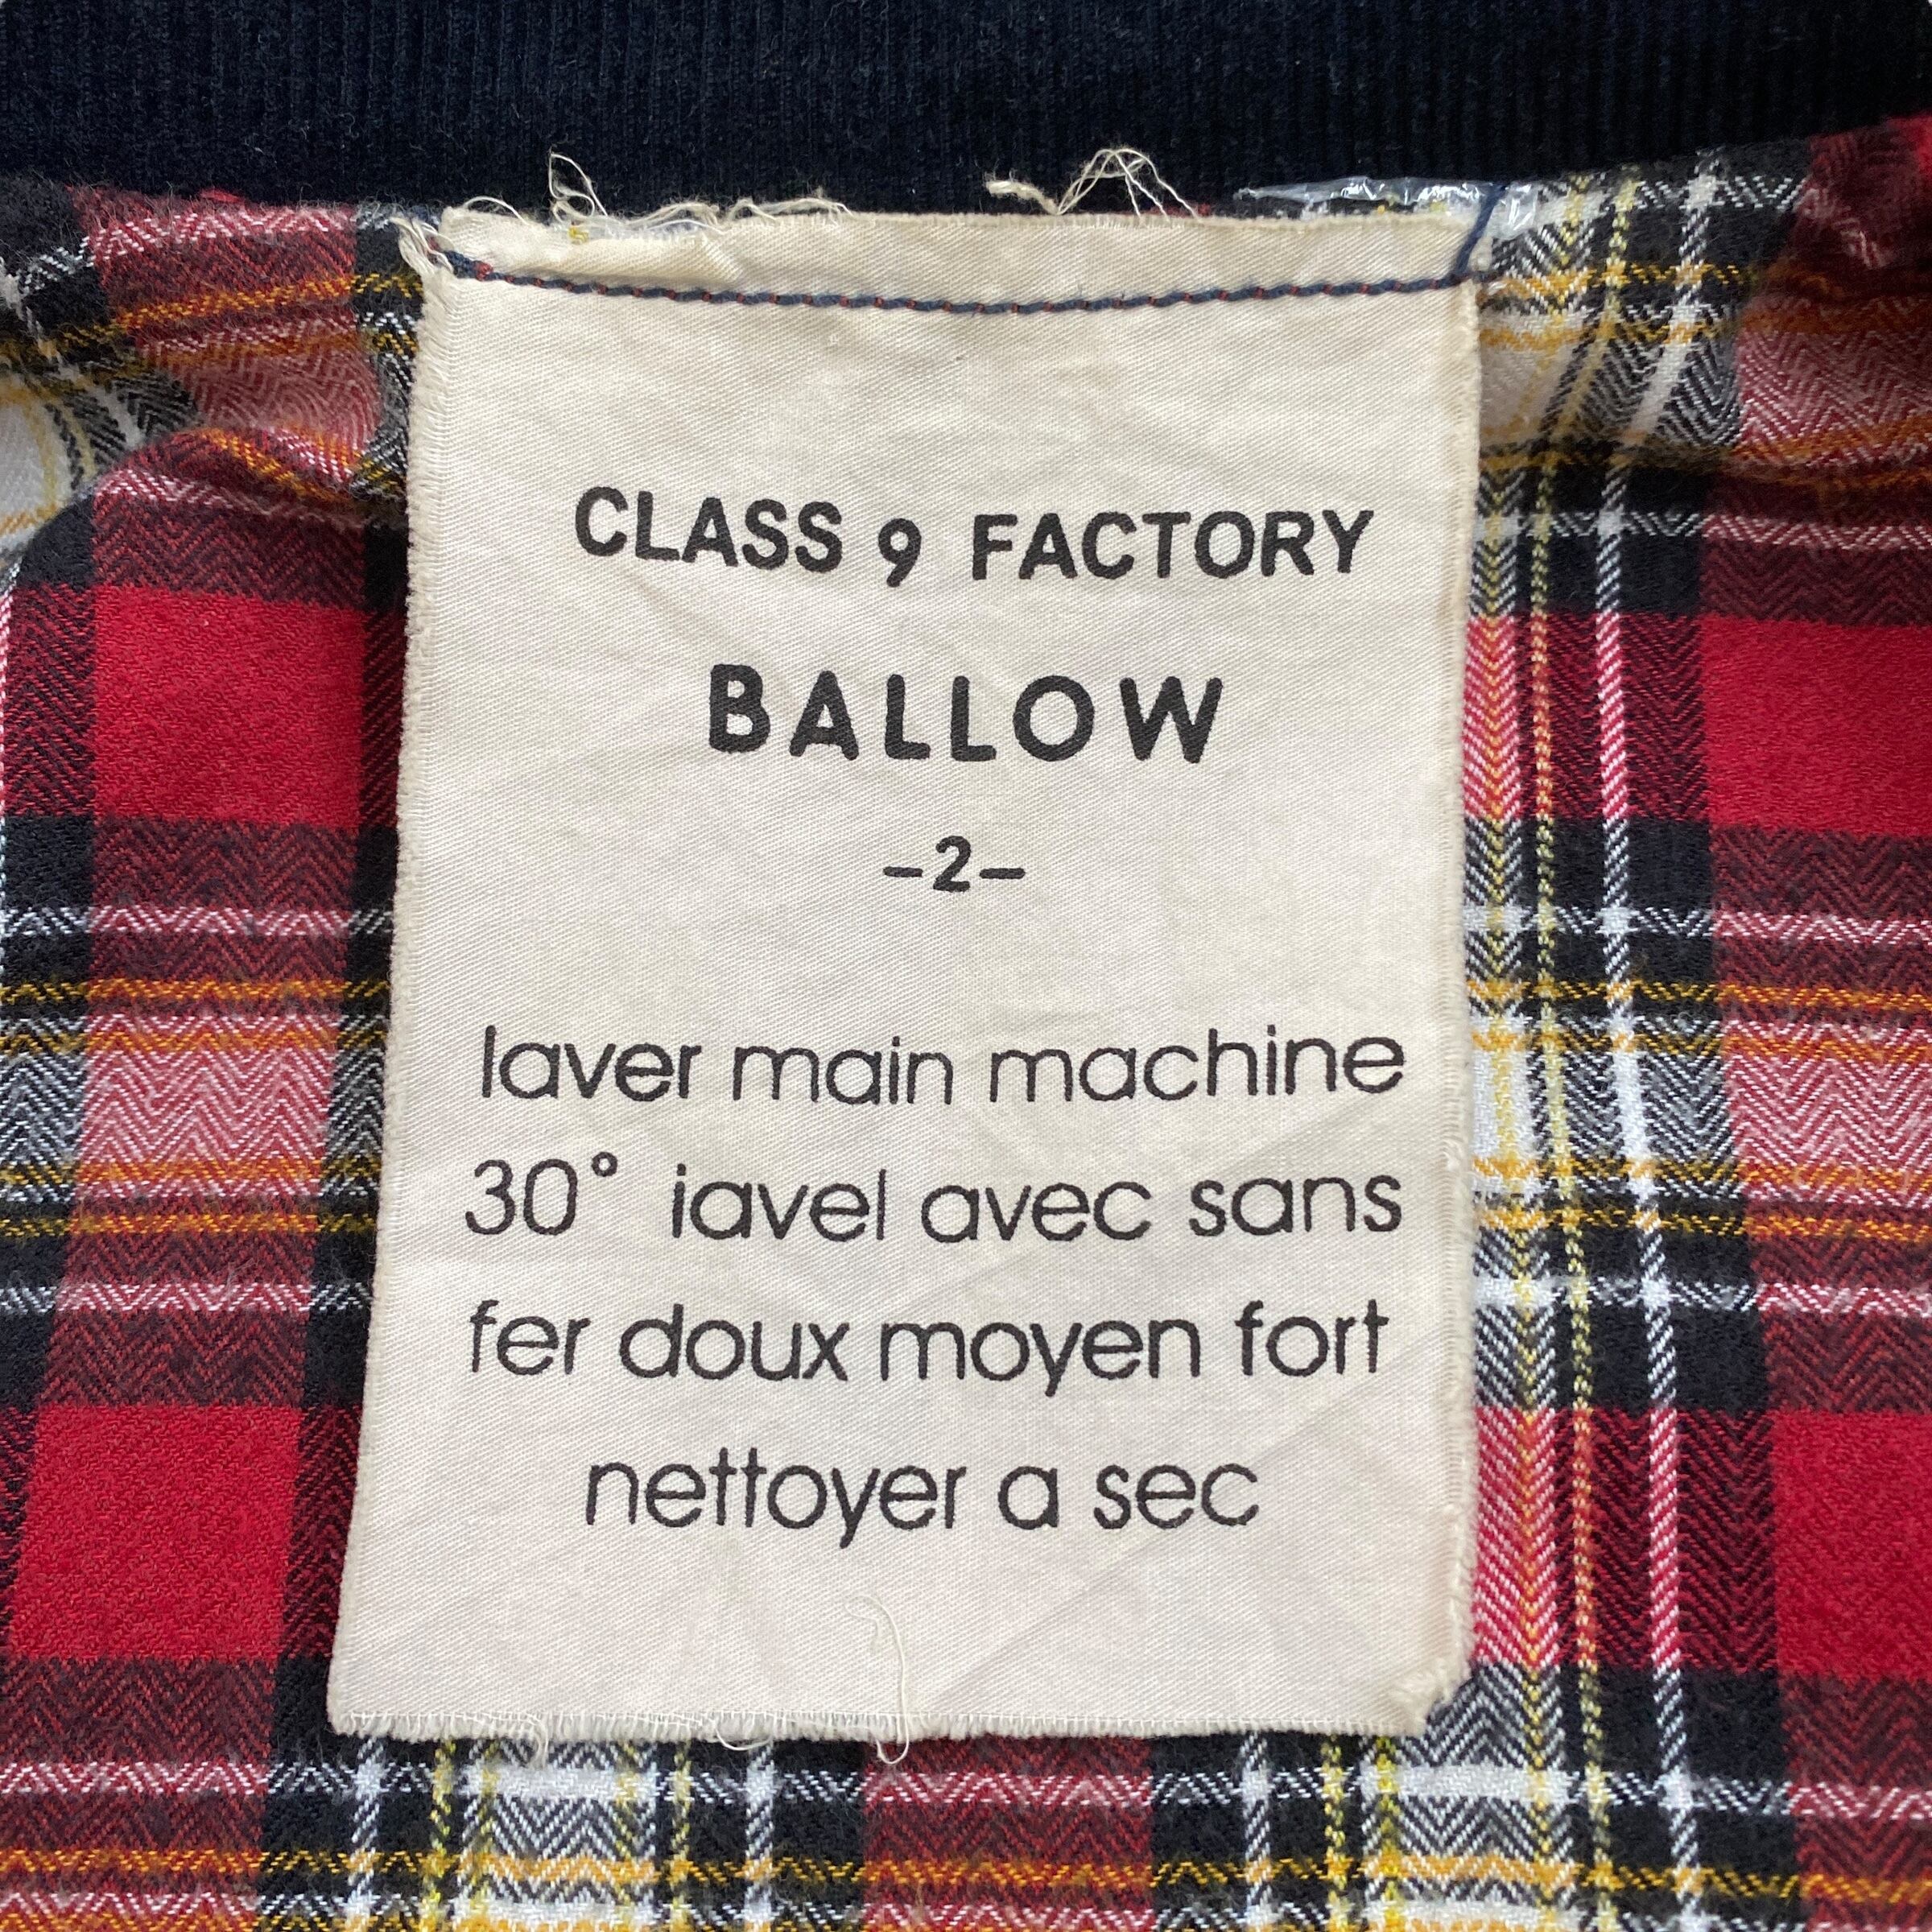 CLASS 9 FACTORY
BALLOW
-2-
laver main machine
30° iavel avec sans
fer doux moyen fort
nettoyer a sec